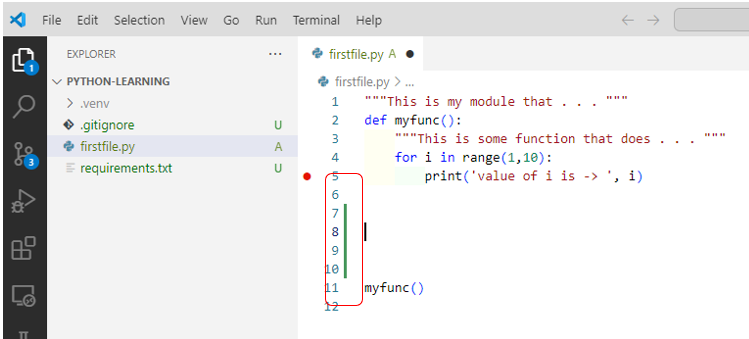 File Edit Selection View Go Run Terminal Help
EXPLORER
PYTHON-LEARNING
.venv
.gitignore U
firstfile.py A
requirements.txt U
1
3
firstfile.py A
firstfile.py > ...
1 """This is my module that . . . """
2 def myfunc():
3 """This is some function that does . . . """
4 for i in range(1,10):
5 print('value of i is -> ', i)
6
7
8
9
10
11 myfunc()
12